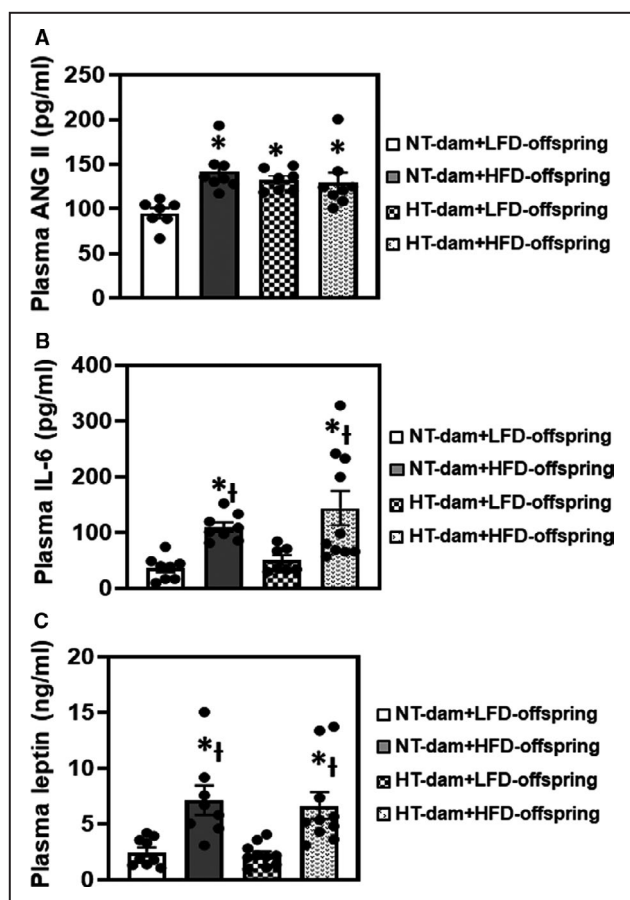 A
Plasma ANG II (pg/ml)
250
200
150
100
50
0
*
*
*
NT-dam+LFD-offspring
NT-dam+HFD-offspring
HT-dam+LFD-offspring
HT-dam+HFD-offspring
B
Plasma IL-6 (pg/ml)
400
300
200
100
0
*†
*†
NT-dam+LFD-offspring
NT-dam+HFD-offspring
HT-dam+LFD-offspring
HT-dam+HFD-offspring
C
Plasma leptin (ng/ml)
20
15
10
5
0
*†
*†
NT-dam+LFD-offspring
NT-dam+HFD-offspring
HT-dam+LFD-offspring
HT-dam+HFD-offspring